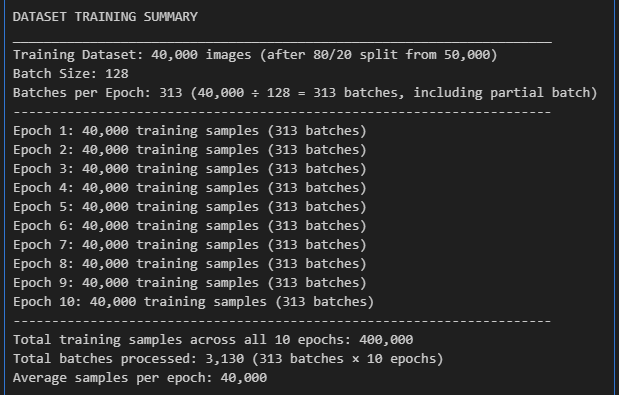 DATASET TRAINING SUMMARY
Training Dataset: 40,000 images (after 80/20 split from 50,000)
Batch Size: 128
Batches per Epoch: 313 (40,000 ÷ 128 = 313 batches, including partial batch)
Epoch 1: 40,000 training samples (313 batches)
Epoch 2: 40,000 training samples (313 batches)
Epoch 3: 40,000 training samples (313 batches)
Epoch 4: 40,000 training samples (313 batches)
Epoch 5: 40,000 training samples (313 batches)
Epoch 6: 40,000 training samples (313 batches)
Epoch 7: 40,000 training samples (313 batches)
Epoch 8: 40,000 training samples (313 batches)
Epoch 9: 40,000 training samples (313 batches)
Epoch 10: 40,000 training samples (313 batches)
Total training samples across all 10 epochs: 400,000
Total batches processed: 3,130 (313 batches × 10 epochs)
Average samples per epoch: 40,000